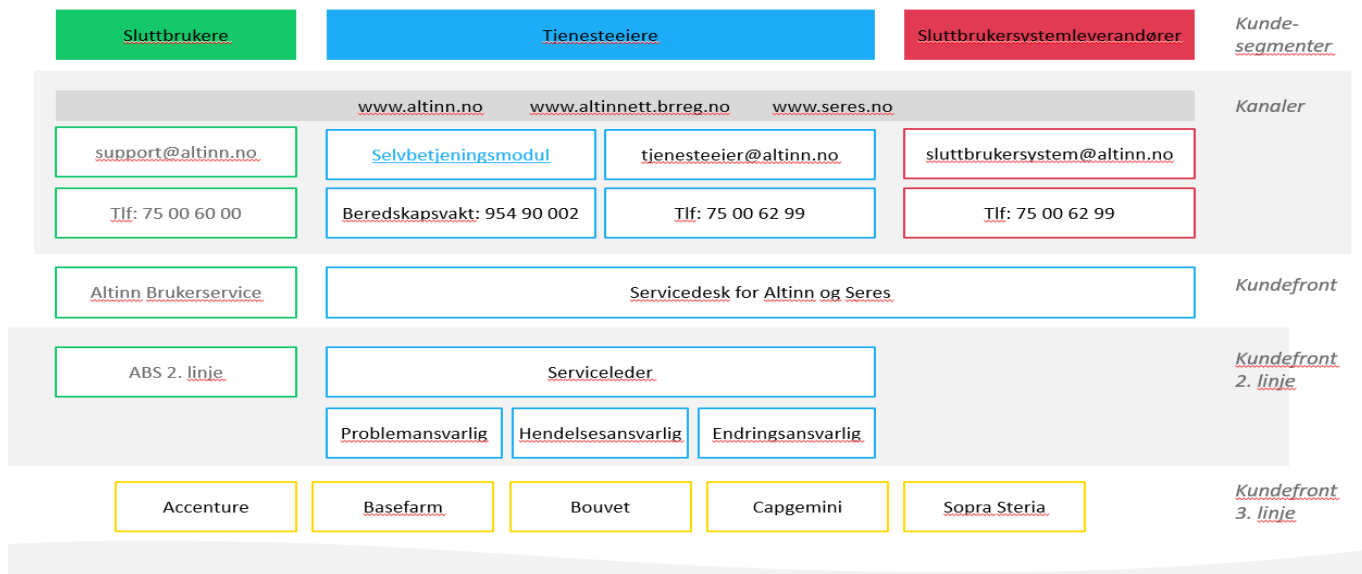 Sluttbrukere
Tjenesteeiere
Sluttbrukersystemleverandører
Kunde-
segmenter
www.altinn.no www.altinnett.brreg.no www.seres.no
Kanaler
support@altinn.no
Selvbetjeningsmodul
tjenesteeier@altinn.no
sluttbrukersystem@altinn.no
Tlf: 75 00 60 00
Beredskapsvakt: 954 90 002
Tlf: 75 00 62 99
Tlf: 75 00 62 99
Altinn Brukerservice
Servicedesk for Altinn og Seres
Kundefront
ABS 2. linje
Serviceleder
Kundefront
2. linje
Problemansvarlig
Hendelsesansvarlig
Endringsansvarlig
Accenture
Basefarm
Bouvet
Capgemini
Sopra Steria
Kundefront
3. linje